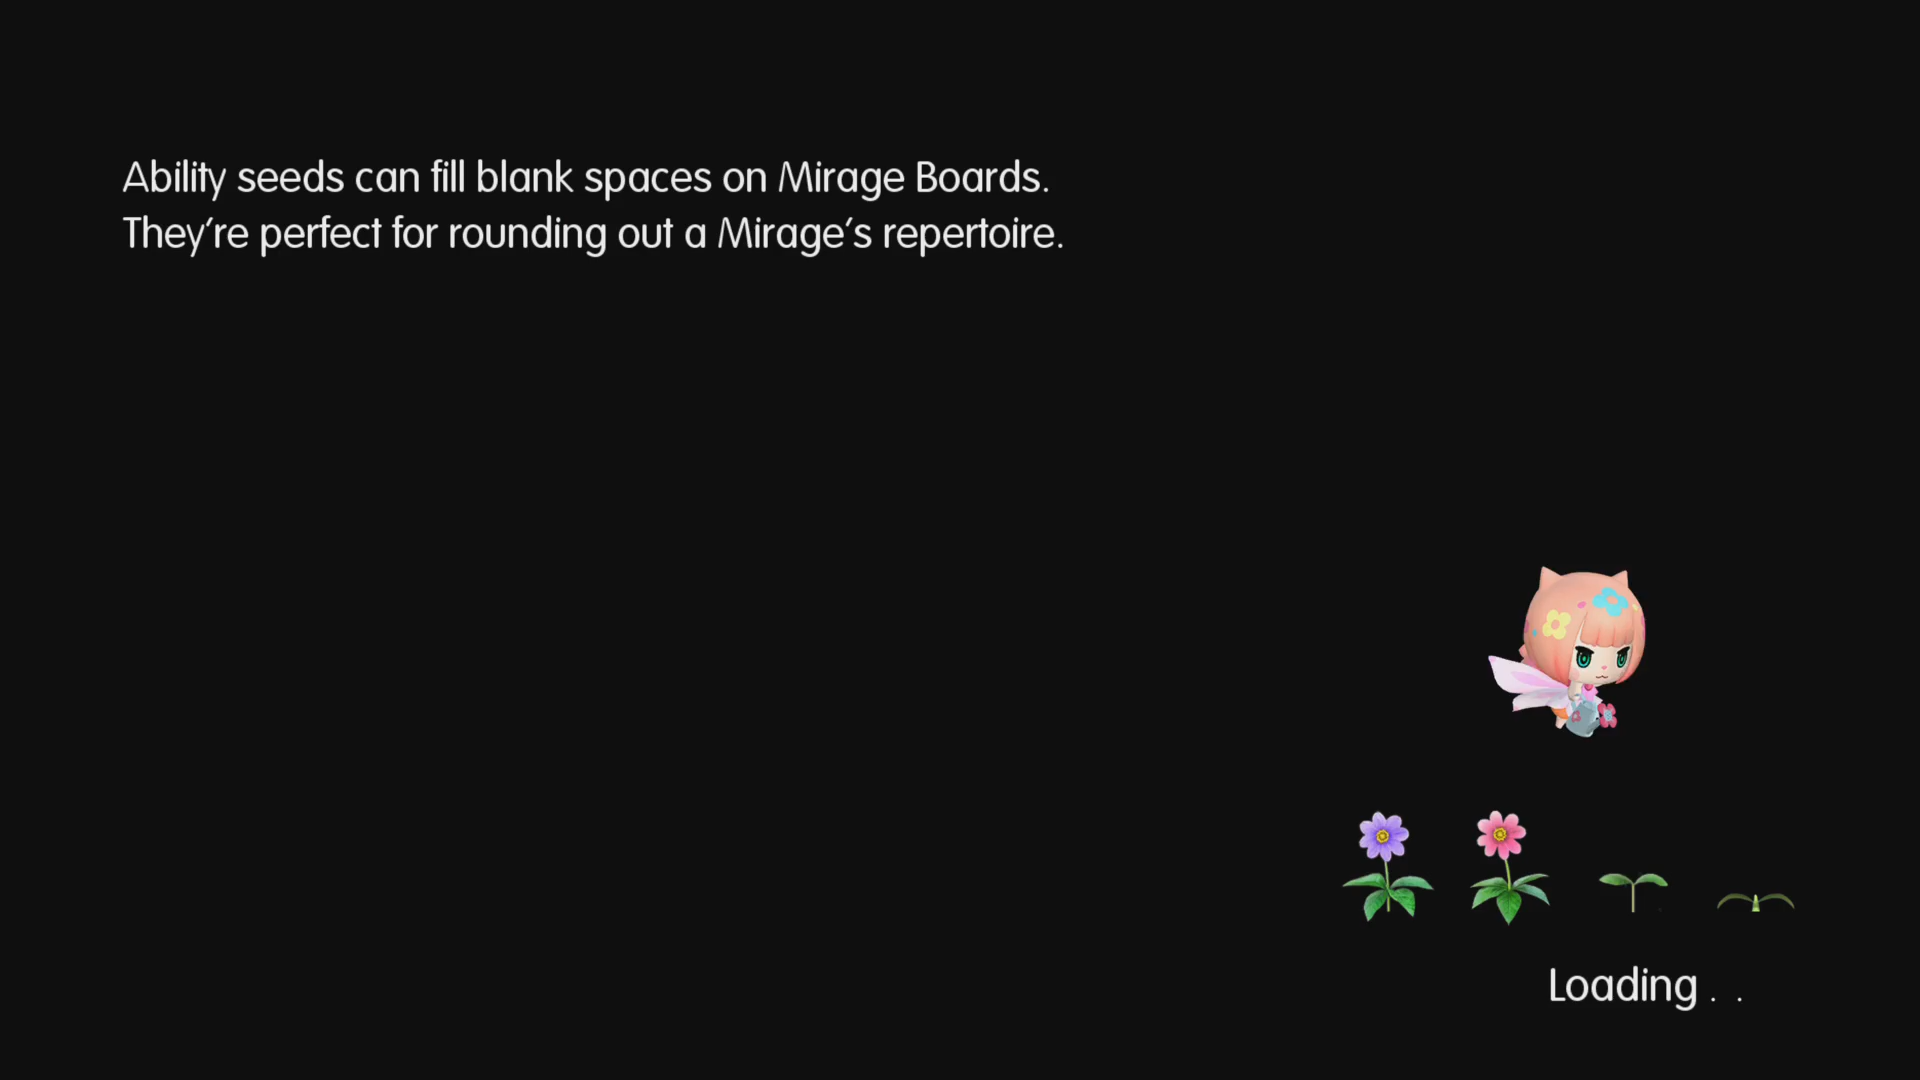 Ability seeds can fill blank spaces on Mirage Boards.
They're perfect for rounding out a Mirage's repertoire.
Loading . .